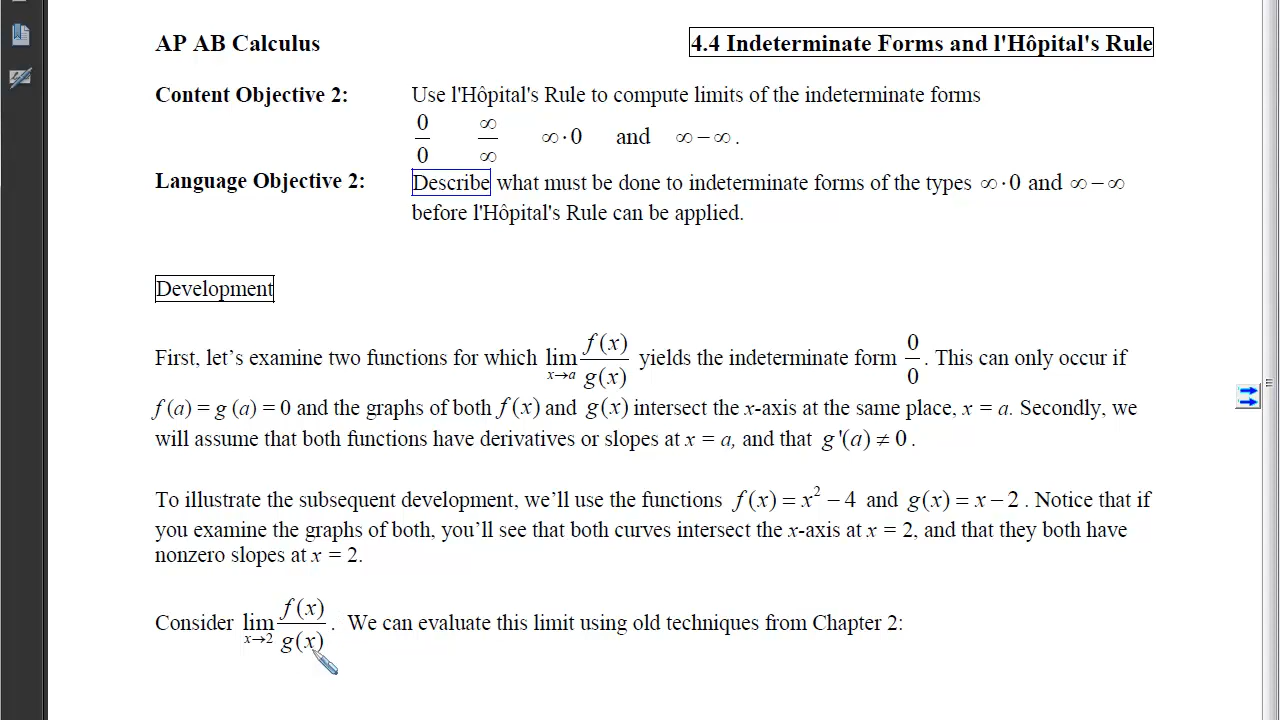 AP AB Calculus 4.4 Indeterminate Forms and l'Hôpital's Rule
Content Objective 2: Use l'Hôpital's Rule to compute limits of the indeterminate forms
0/0 ∞/∞ ∞·0 and ∞−∞.
Language Objective 2: Describe what must be done to indeterminate forms of the types ∞·0 and ∞−∞
before l'Hôpital's Rule can be applied.
Development
First, let's examine two functions for which lim x→a f(x)/g(x) yields the indeterminate form 0/0. This can only occur if
f (a) = g (a) = 0 and the graphs of both f(x) and g(x) intersect the x-axis at the same place, x = a. Secondly, we
will assume that both functions have derivatives or slopes at x = a, and that g'(a) ≠ 0.
To illustrate the subsequent development, we'll use the functions f(x) = x² − 4 and g(x) = x − 2. Notice that if
you examine the graphs of both, you'll see that both curves intersect the x-axis at x = 2, and that they both have
nonzero slopes at x = 2.
Consider lim x→2 f(x)/g(x). We can evaluate this limit using old techniques from Chapter 2: